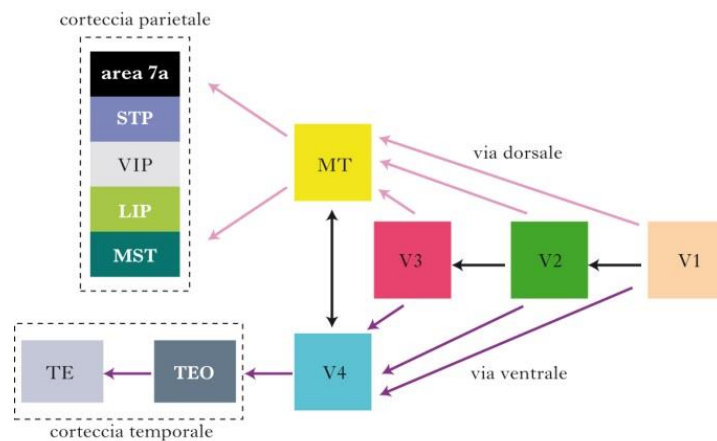 corteccia parietale
area 7a
STP
VIP
LIP
MST
MT
via dorsale
V3
V2
V1
TE
TEO
V4
via ventrale
corteccia temporale